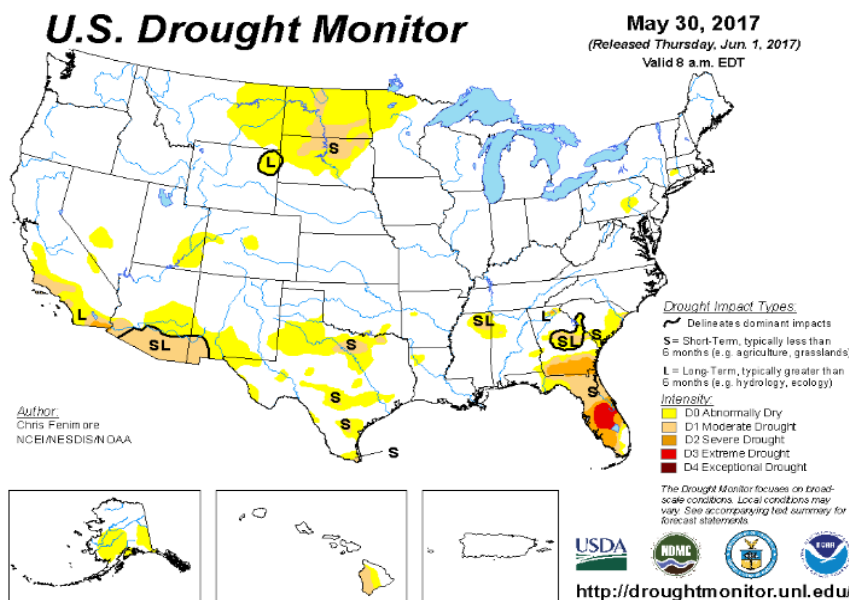 U.S. Drought Monitor
May 30, 2017
(Released Thursday, Jun. 1, 2017)
Valid 8 a.m. EDT
L
S
L
SL
S
S
S
S
SL
L
SL
S
S
Drought Impact Types:
Delineates dominant impacts
S = Short-Term, typically less than
6 months (e.g. agriculture, grasslands)
L = Long-Term, typically greater than
6 months (e.g. hydrology, ecology)
Intensity:
D0 Abnormally Dry
D1 Moderate Drought
D2 Severe Drought
D3 Extreme Drought
D4 Exceptional Drought
Author:
Chris Fenimore
NCEI/NESDIS/NOAA
The Drought Monitor focuses on broad-
scale conditions. Local conditions may
vary. See accompanying text summary for
forecast statements.
USDA
NDMC
http://droughtmonitor.unl.edu/